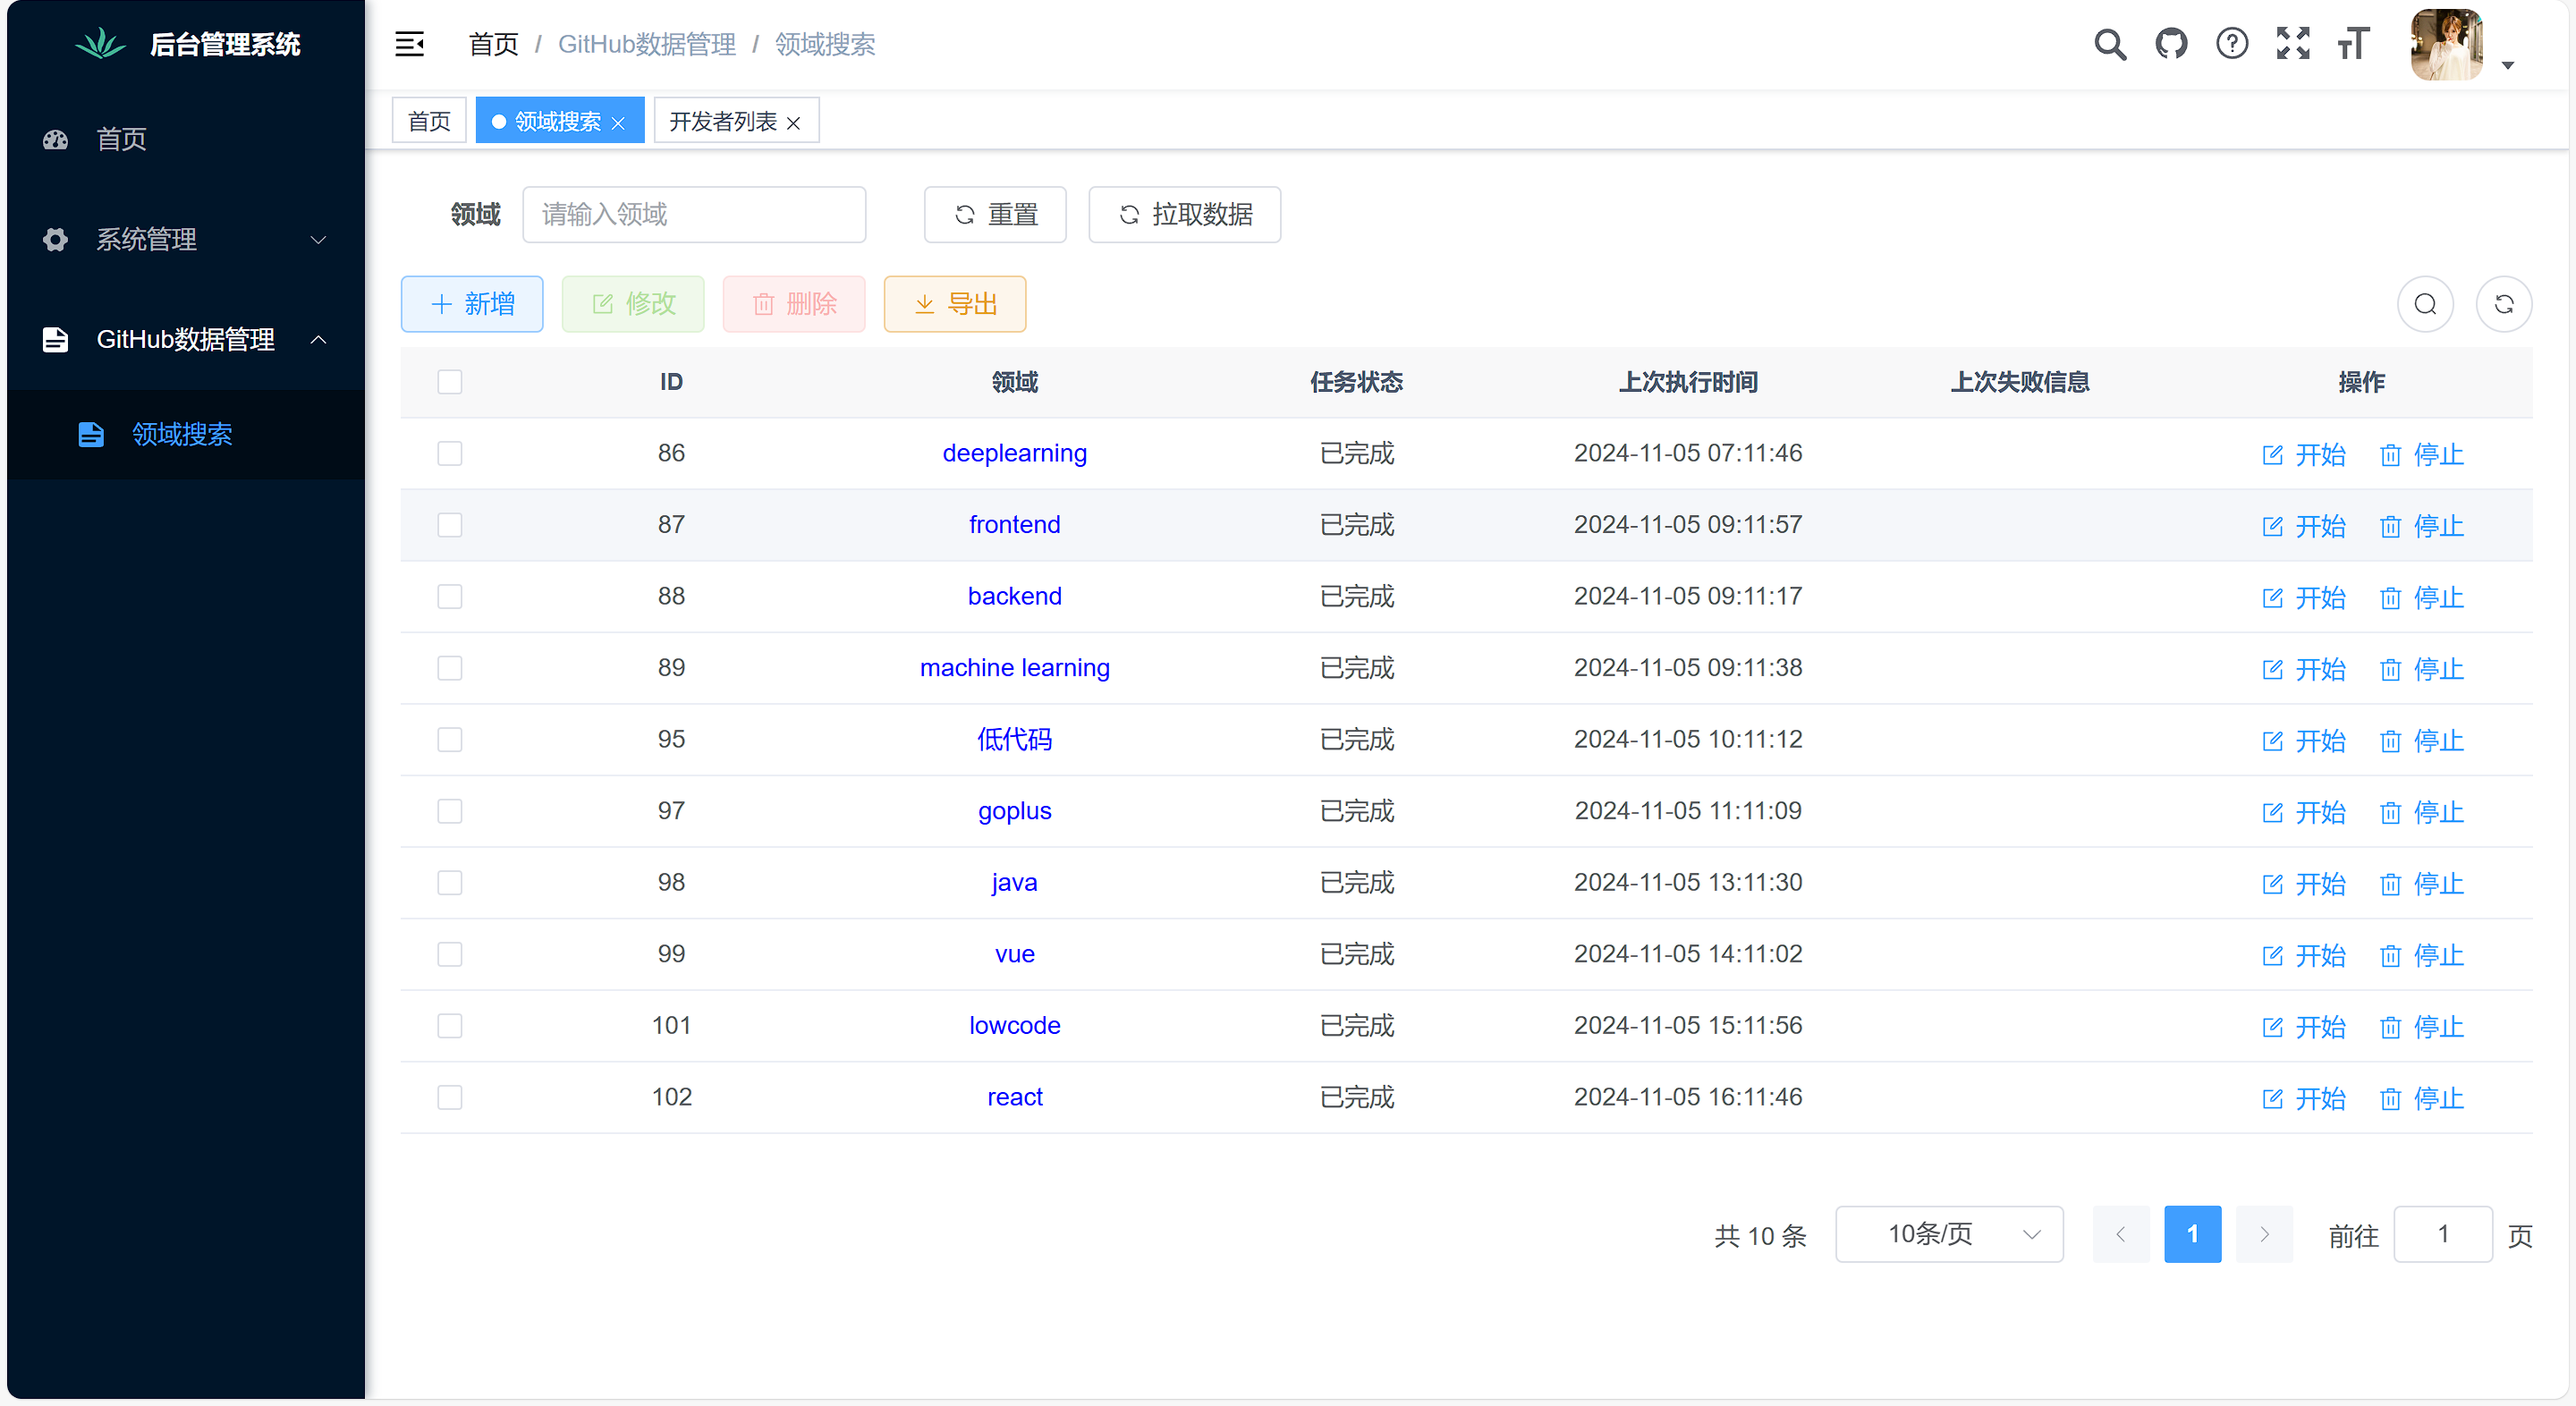 后台管理系统
首页 / GitHub数据管理 / 领域搜索
首页
系统管理
GitHub数据管理
领域搜索
首页 领域搜索 开发者列表
领域 请输入领域 重置 拉取数据
新增 修改 删除 导出
ID 领域 任务状态 上次执行时间 上次失败信息 操作
86 deeplearning 已完成 2024-11-05 07:11:46 开始 停止
87 frontend 已完成 2024-11-05 09:11:57 开始 停止
88 backend 已完成 2024-11-05 09:11:17 开始 停止
89 machine learning 已完成 2024-11-05 09:11:38 开始 停止
95 低代码 已完成 2024-11-05 10:11:12 开始 停止
97 goplus 已完成 2024-11-05 11:11:09 开始 停止
98 java 已完成 2024-11-05 13:11:30 开始 停止
99 vue 已完成 2024-11-05 14:11:02 开始 停止
101 lowcode 已完成 2024-11-05 15:11:56 开始 停止
102 react 已完成 2024-11-05 16:11:46 开始 停止
共 10 条 10条/页 1 前往 1 页